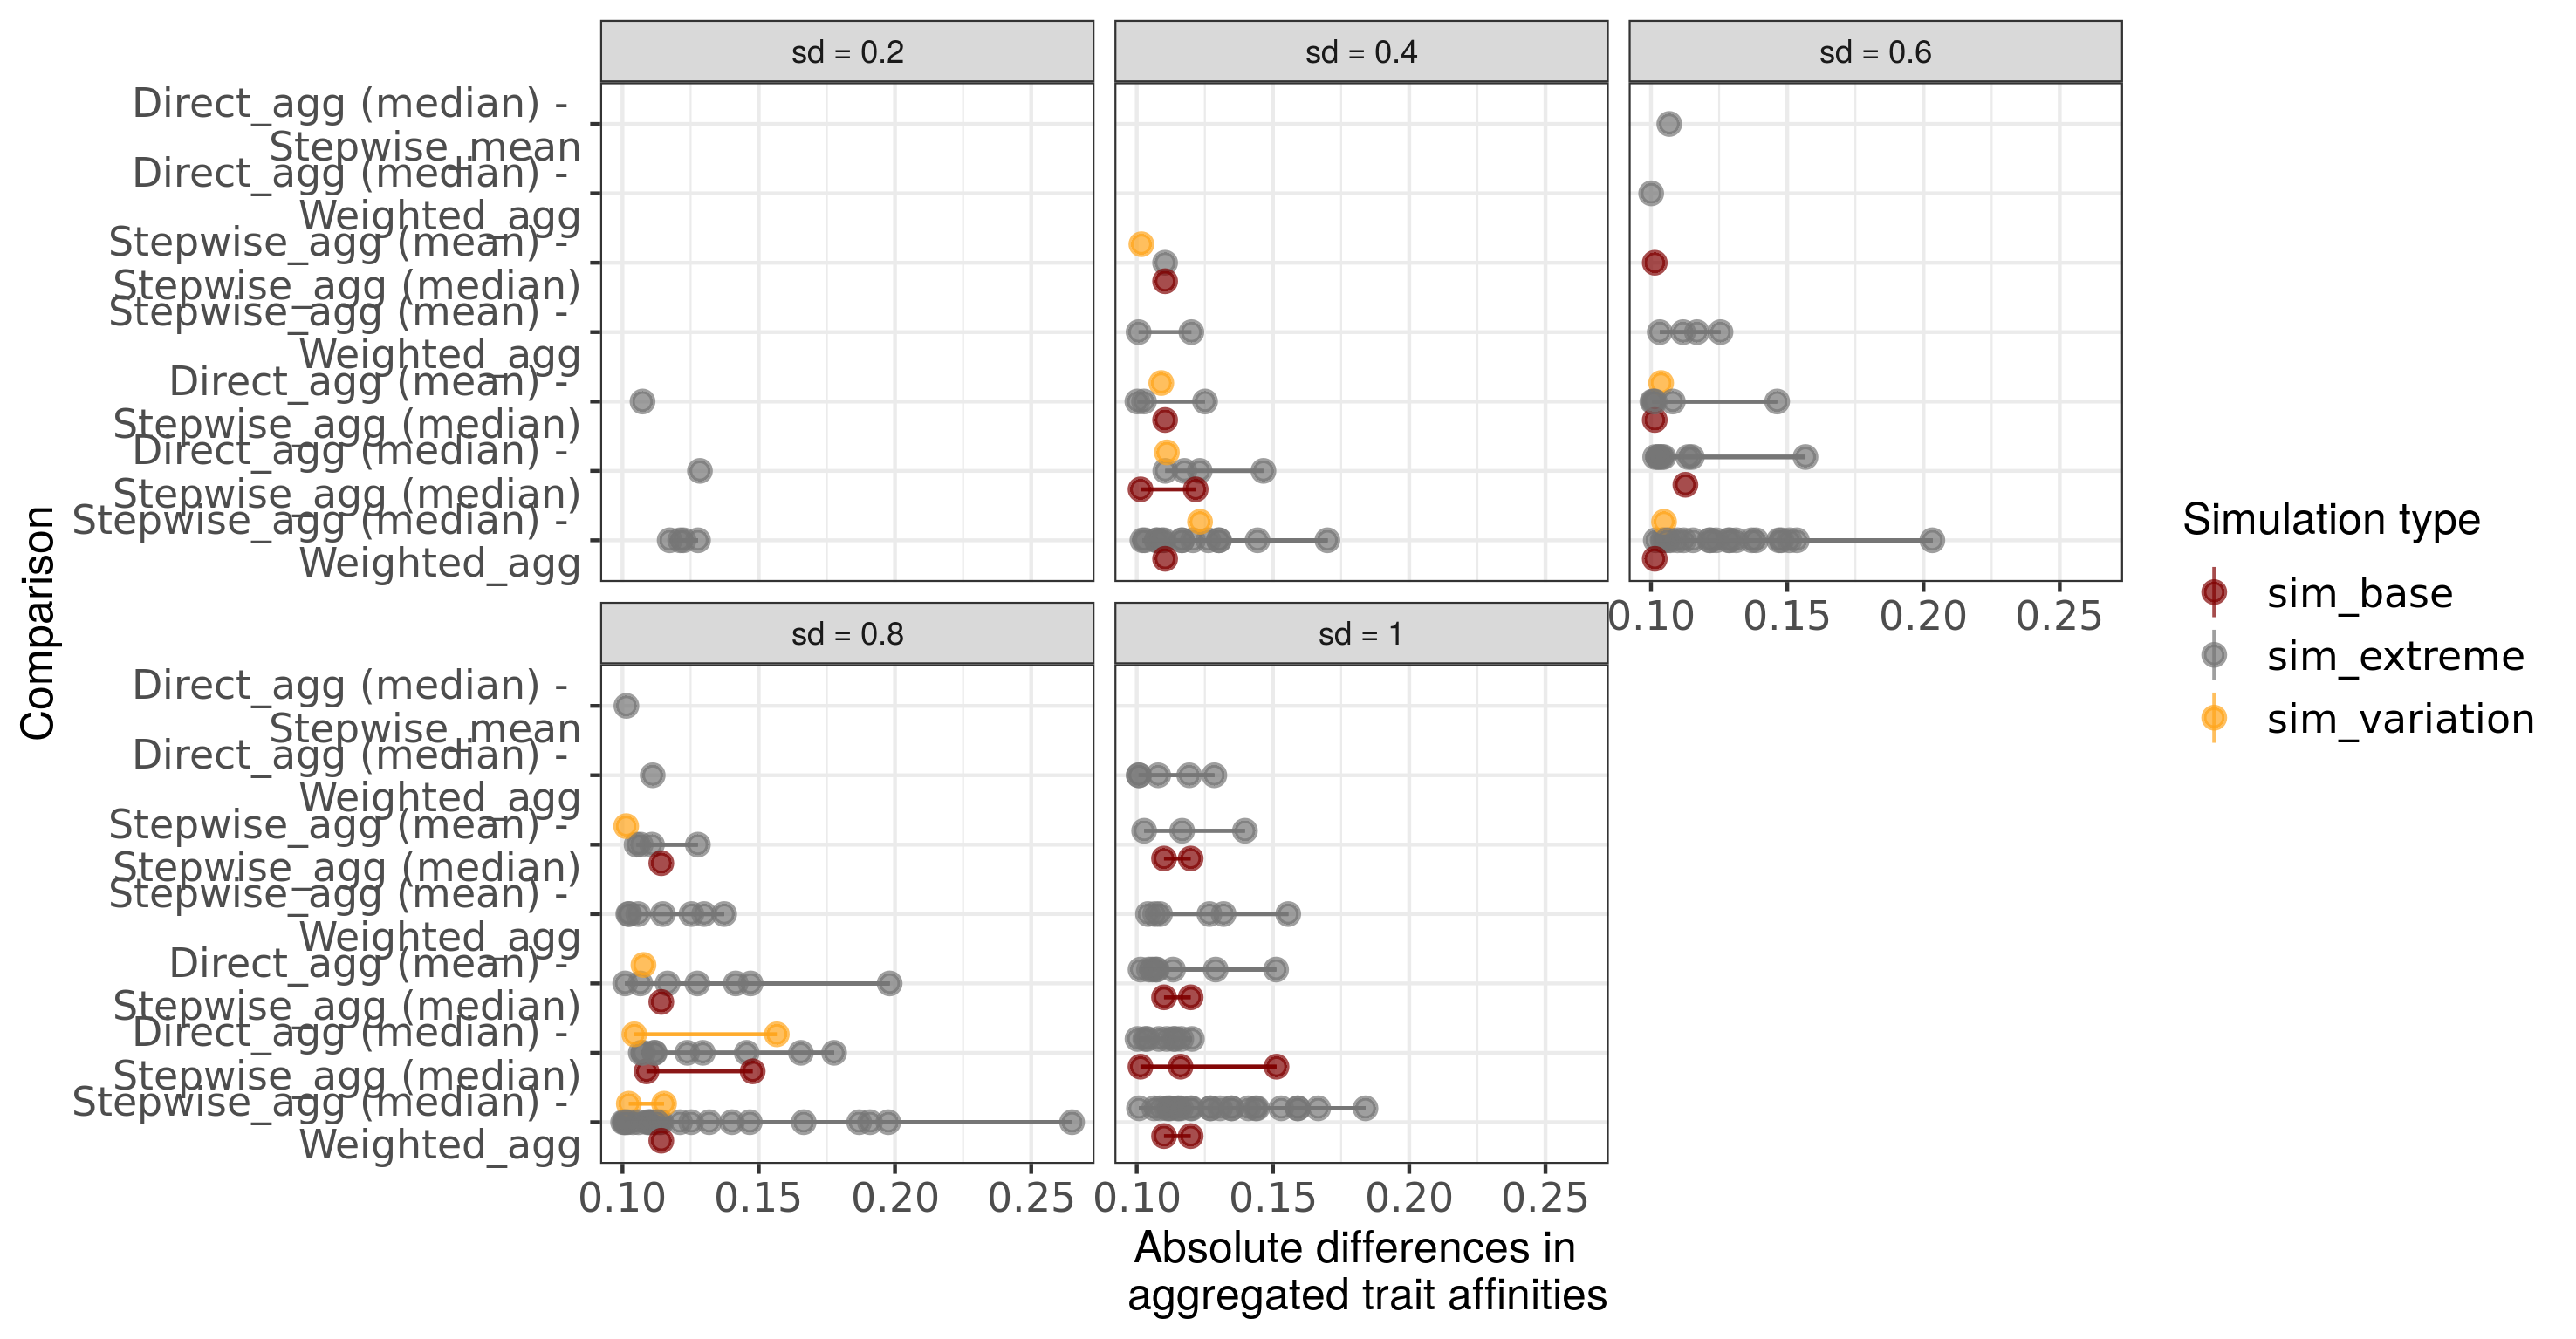 sd = 0.2
sd = 0.4
sd = 0.6
Direct_agg (median) -
Stepwise_mean
Direct_agg (median) -
Weighted_agg
Stepwise_agg (mean) -
Stepwise_agg (median)
Stepwise_agg (mean) -
Weighted_agg
Direct_agg (mean) -
Stepwise_agg (median)
Direct_agg (median) -
Stepwise_agg (median)
Stepwise_agg (median) -
Weighted_agg
0.10 0.15 0.20 0.25
sd = 0.8
sd = 1
Direct_agg (median) -
Stepwise_mean
Direct_agg (median) -
Weighted_agg
Stepwise_agg (mean) -
Stepwise_agg (median)
Stepwise_agg (mean) -
Weighted_agg
Direct_agg (mean) -
Stepwise_agg (median)
Direct_agg (median) -
Stepwise_agg (median)
Stepwise_agg (median) -
Weighted_agg
0.10 0.15 0.20 0.25
0.10 0.15 0.20 0.25
Absolute differences in
aggregated trait affinities
Comparison
Simulation type
sim_base
sim_extreme
sim_variation